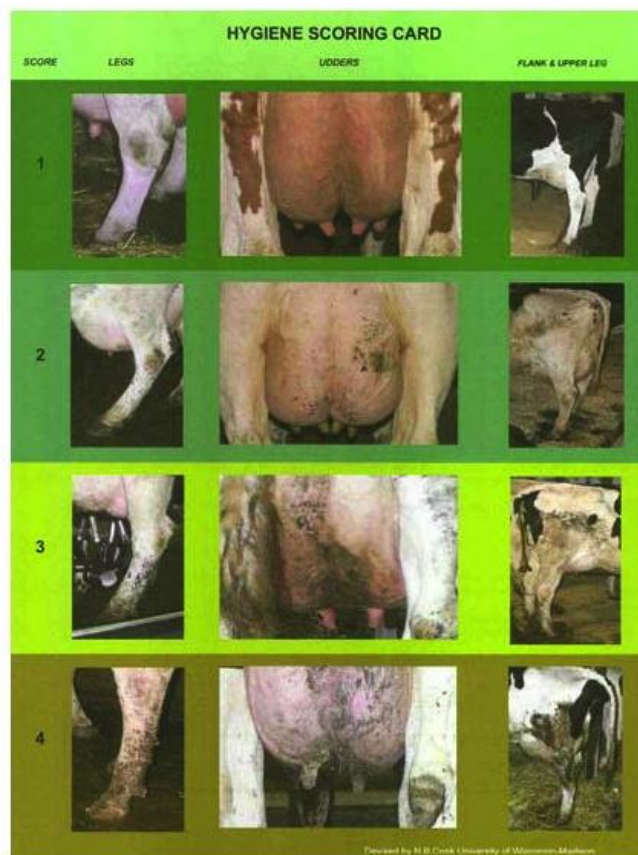 HYGIENE SCORING CARD
SCORE LEGS UDDERS FLANK & UPPER LEG
1
2
3
4
Devised by N.B.Cook University of Wisconsin-Madison